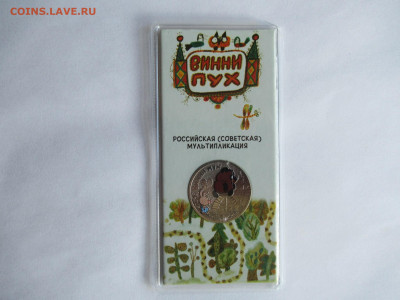 COINS.LAVE.RU
ВИННИ
ПУХ
РОССИЙСКАЯ (СОВЕТСКАЯ)
МУЛЬТИПЛИКАЦИЯ